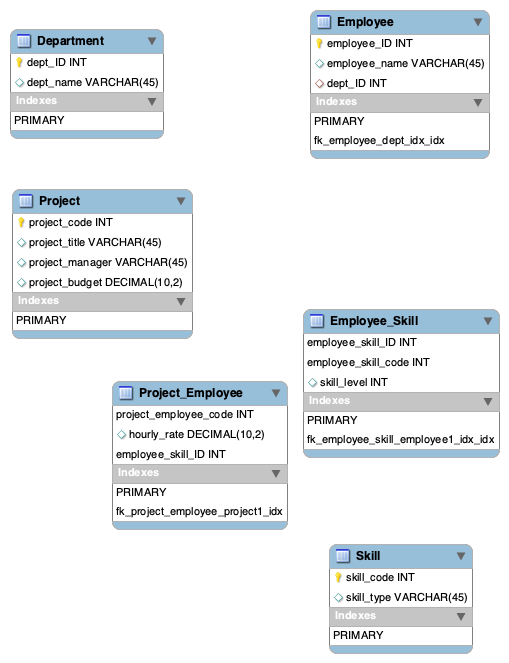 Department
dept_ID INT
dept_name VARCHAR(45)
Indexes
PRIMARY
Employee
employee_ID INT
employee_name VARCHAR(45)
dept_ID INT
Indexes
PRIMARY
fk_employee_dept_idx_idx
Project
project_code INT
project_title VARCHAR(45)
project_manager VARCHAR(45)
project_budget DECIMAL(10,2)
Indexes
PRIMARY
Employee_Skill
employee_skill_ID INT
employee_skill_code INT
skill_level INT
Indexes
PRIMARY
fk_employee_skill_employee1_idx_idx
Project_Employee
project_employee_code INT
hourly_rate DECIMAL(10,2)
employee_skill_ID INT
Indexes
PRIMARY
fk_project_employee_project1_idx
Skill
skill_code INT
skill_type VARCHAR(45)
Indexes
PRIMARY